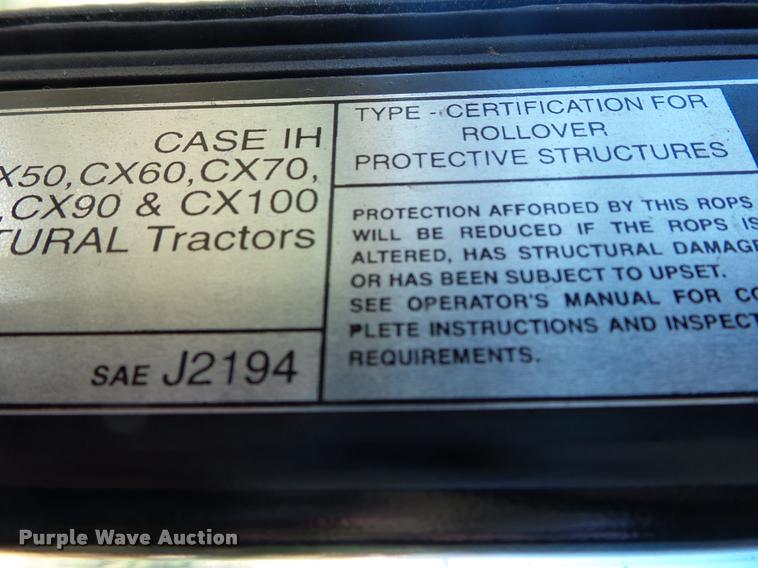 CASE IH
X50, CX60, CX70,
, CX90 & CX100
TURAL Tractors
SAE J2194
TYPE - CERTIFICATION FOR
ROLLOVER
PROTECTIVE STRUCTURES
PROTECTION AFFORDED BY THIS ROPS
WILL BE REDUCED IF THE ROPS IS
ALTERED, HAS STRUCTURAL DAMAGE
OR HAS BEEN SUBJECT TO UPSET.
SEE OPERATOR'S MANUAL FOR CO
PLETE INSTRUCTIONS AND INSPECT
REQUIREMENTS.
Purple Wave Auction